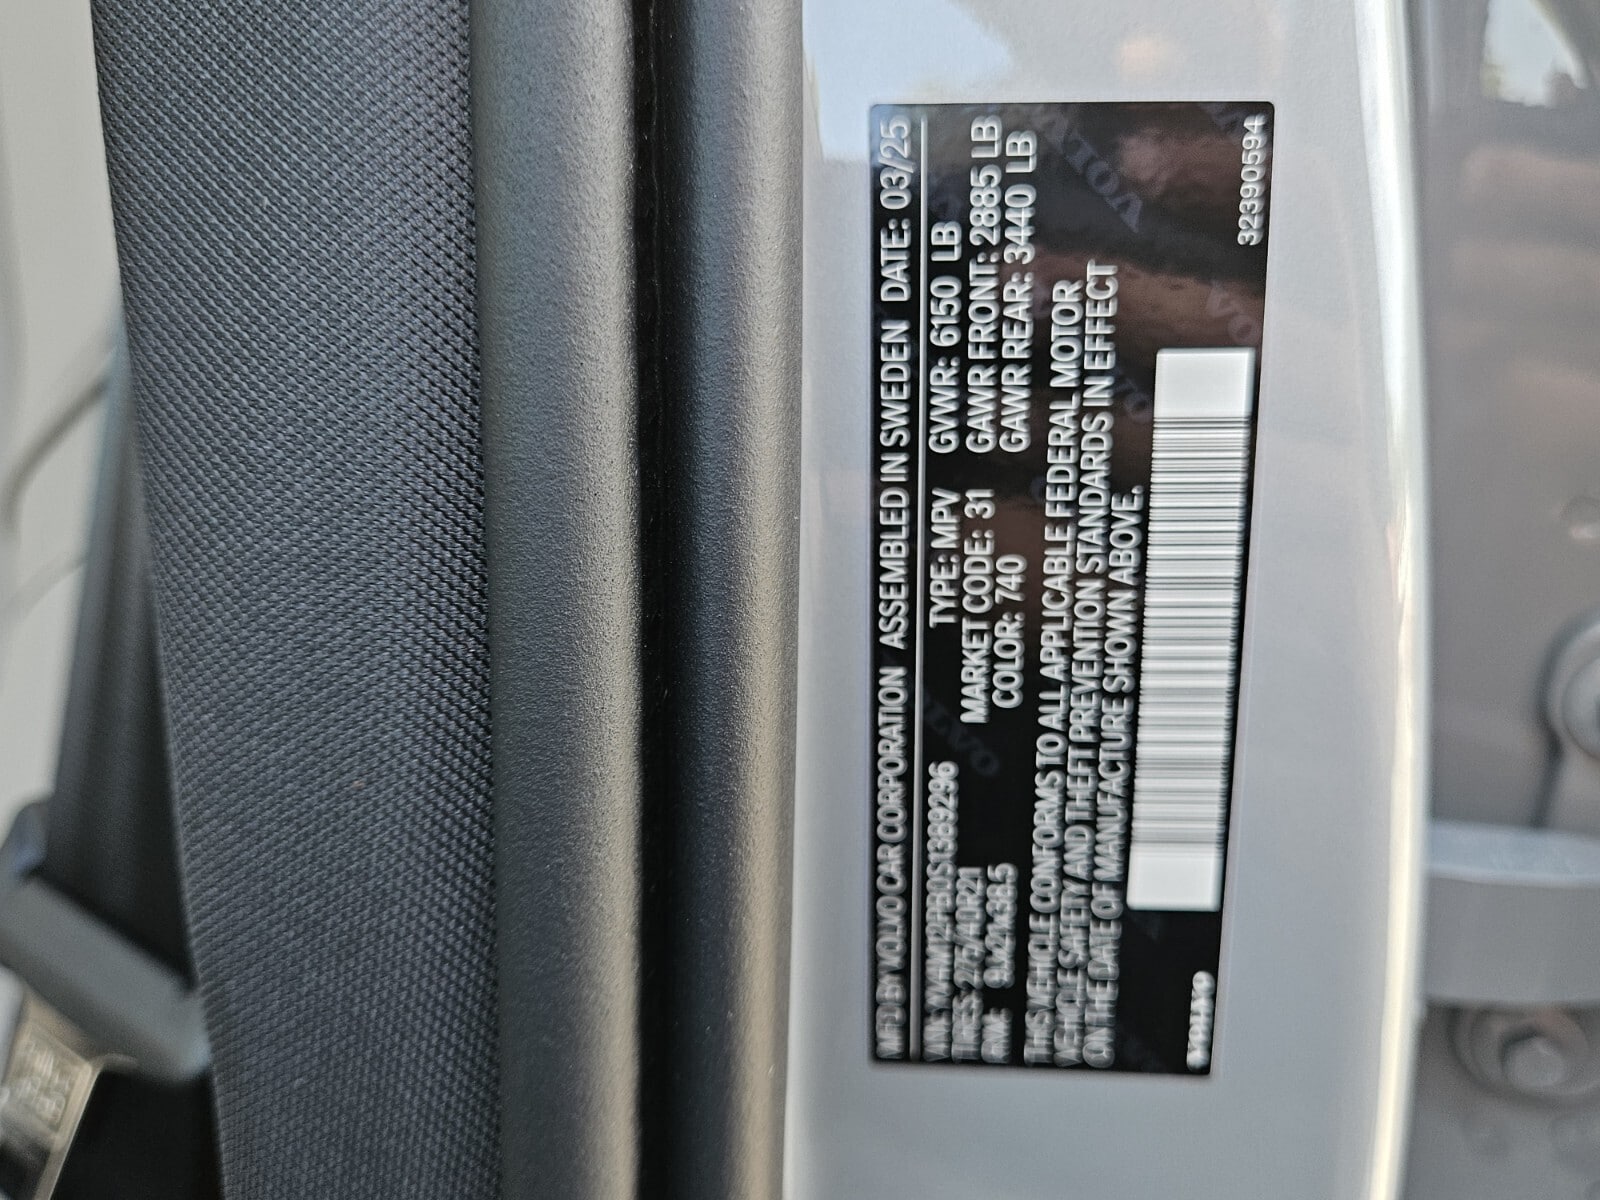 MFD BY VOLVO CAR CORPORATION ASSEMBLED IN SWEDEN DATE: 03/25
VIN: TYPE: MPV GVWR: 6150 LB
TIRES: 275/40R21 MARKET CODE: 31 GAWR FRONT: 2885 LB
RIM: 9Jx21x38.5 COLOR: 740 GAWR REAR: 3440 LB
THIS VEHICLE CONFORMS TO ALL APPLICABLE FEDERAL MOTOR
VEHICLE SAFETY AND THEFT PREVENTION STANDARDS IN EFFECT
ON THE DATE OF MANUFACTURE SHOWN ABOVE.
VOLVO
32390594